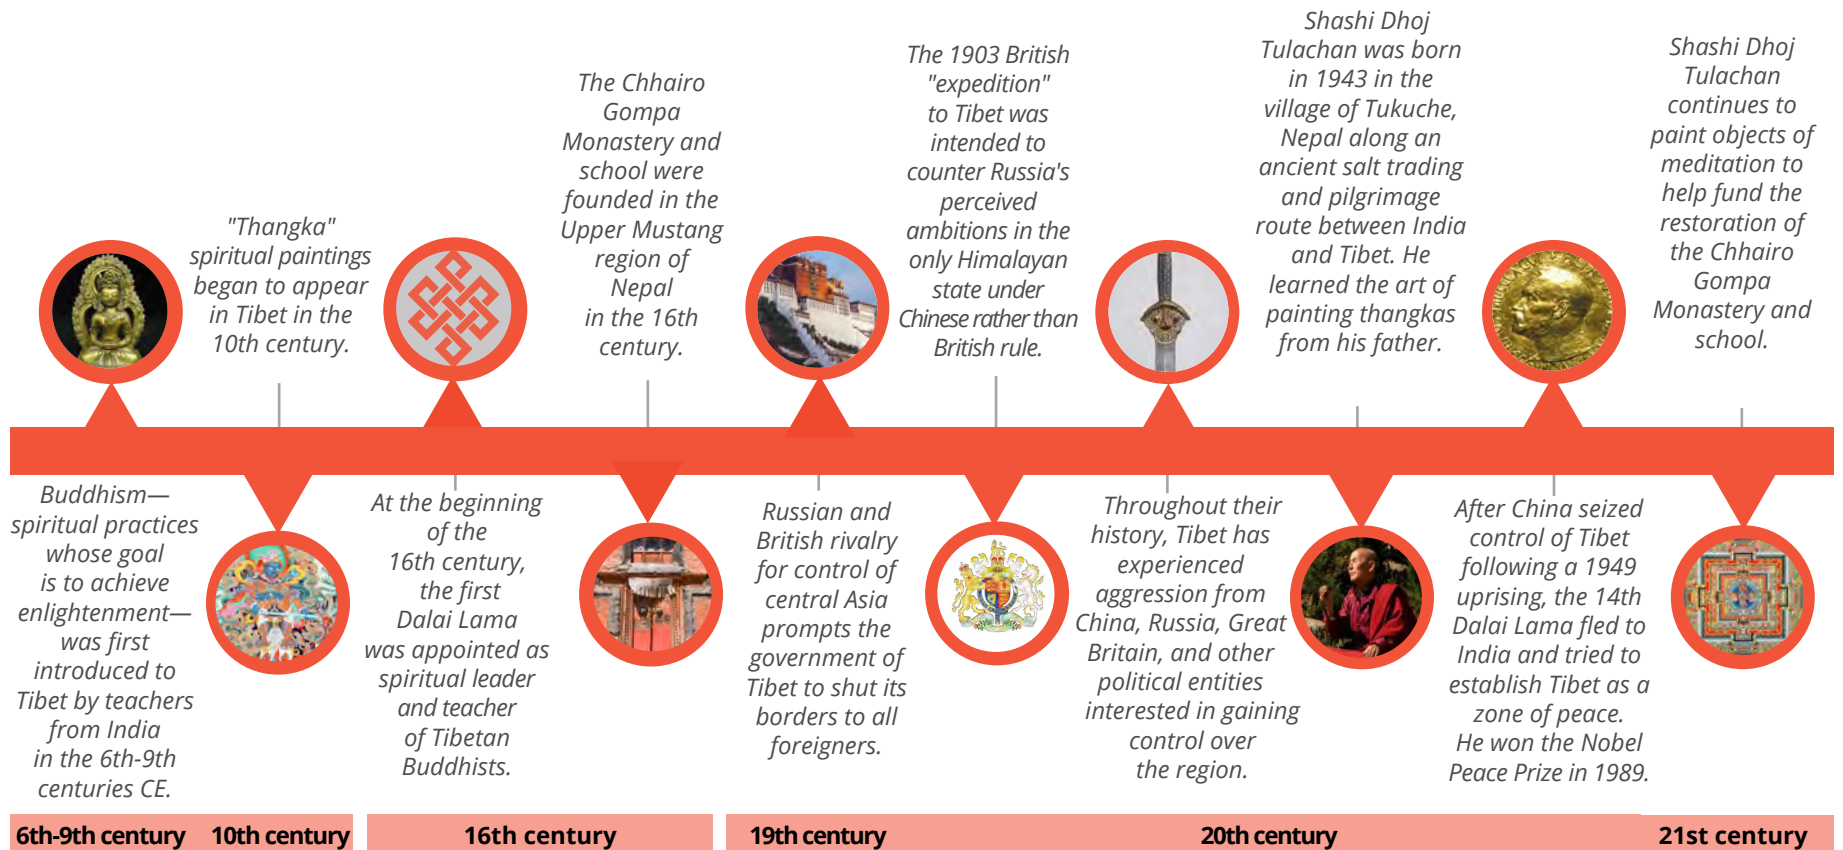 Buddhism—
spiritual practices
whose goal
is to achieve
enlightenment—
was first
introduced to
Tibet by teachers
from India
in the 6th-9th
centuries CE.
"Thangka"
spiritual paintings
began to appear
in Tibet in the
10th century.
At the beginning
of the
16th century,
the first
Dalai Lama
was appointed as
spiritual leader
and teacher
of Tibetan
Buddhists.
The Chhairo
Gompa
Monastery and
school were
founded in the
Upper Mustang
region of
Nepal
in the 16th
century.
Russian and
British rivalry
for control of
central Asia
prompts the
government of
Tibet to shut its
borders to all
foreigners.
The 1903 British
"expedition"
to Tibet was
intended to
counter Russia's
perceived
ambitions in the
only Himalayan
state under
Chinese rather than
British rule.
Throughout their
history, Tibet has
experienced
aggression from
China, Russia, Great
Britain, and other
political entities
interested in gaining
control over
the region.
Shashi Dhoj
Tulachan was born
in 1943 in the
village of Tukuche,
Nepal along an
ancient salt trading
and pilgrimage
route between India
and Tibet. He
learned the art of
painting thangkas
from his father.
After China seized
control of Tibet
following a 1949
uprising, the 14th
Dalai Lama fled to
India and tried to
establish Tibet as a
zone of peace.
He won the Nobel
Peace Prize in 1989.
Shashi Dhoj
Tulachan
continues to
paint objects of
meditation to
help fund the
restoration of
the Chhairo
Gompa
Monastery and
school.
6th-9th century
10th century
16th century
19th century
20th century
21st century